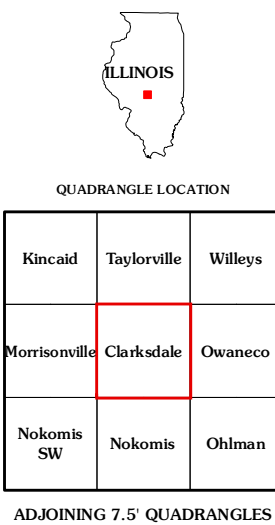 ILLINOIS
QUADRANGLE LOCATION
Kincaid Taylorville Willeys
Morrisonville Clarksdale Owaneco
Nokomis
SW
Nokomis Ohlman
ADJOINING 7.5' QUADRANGLES